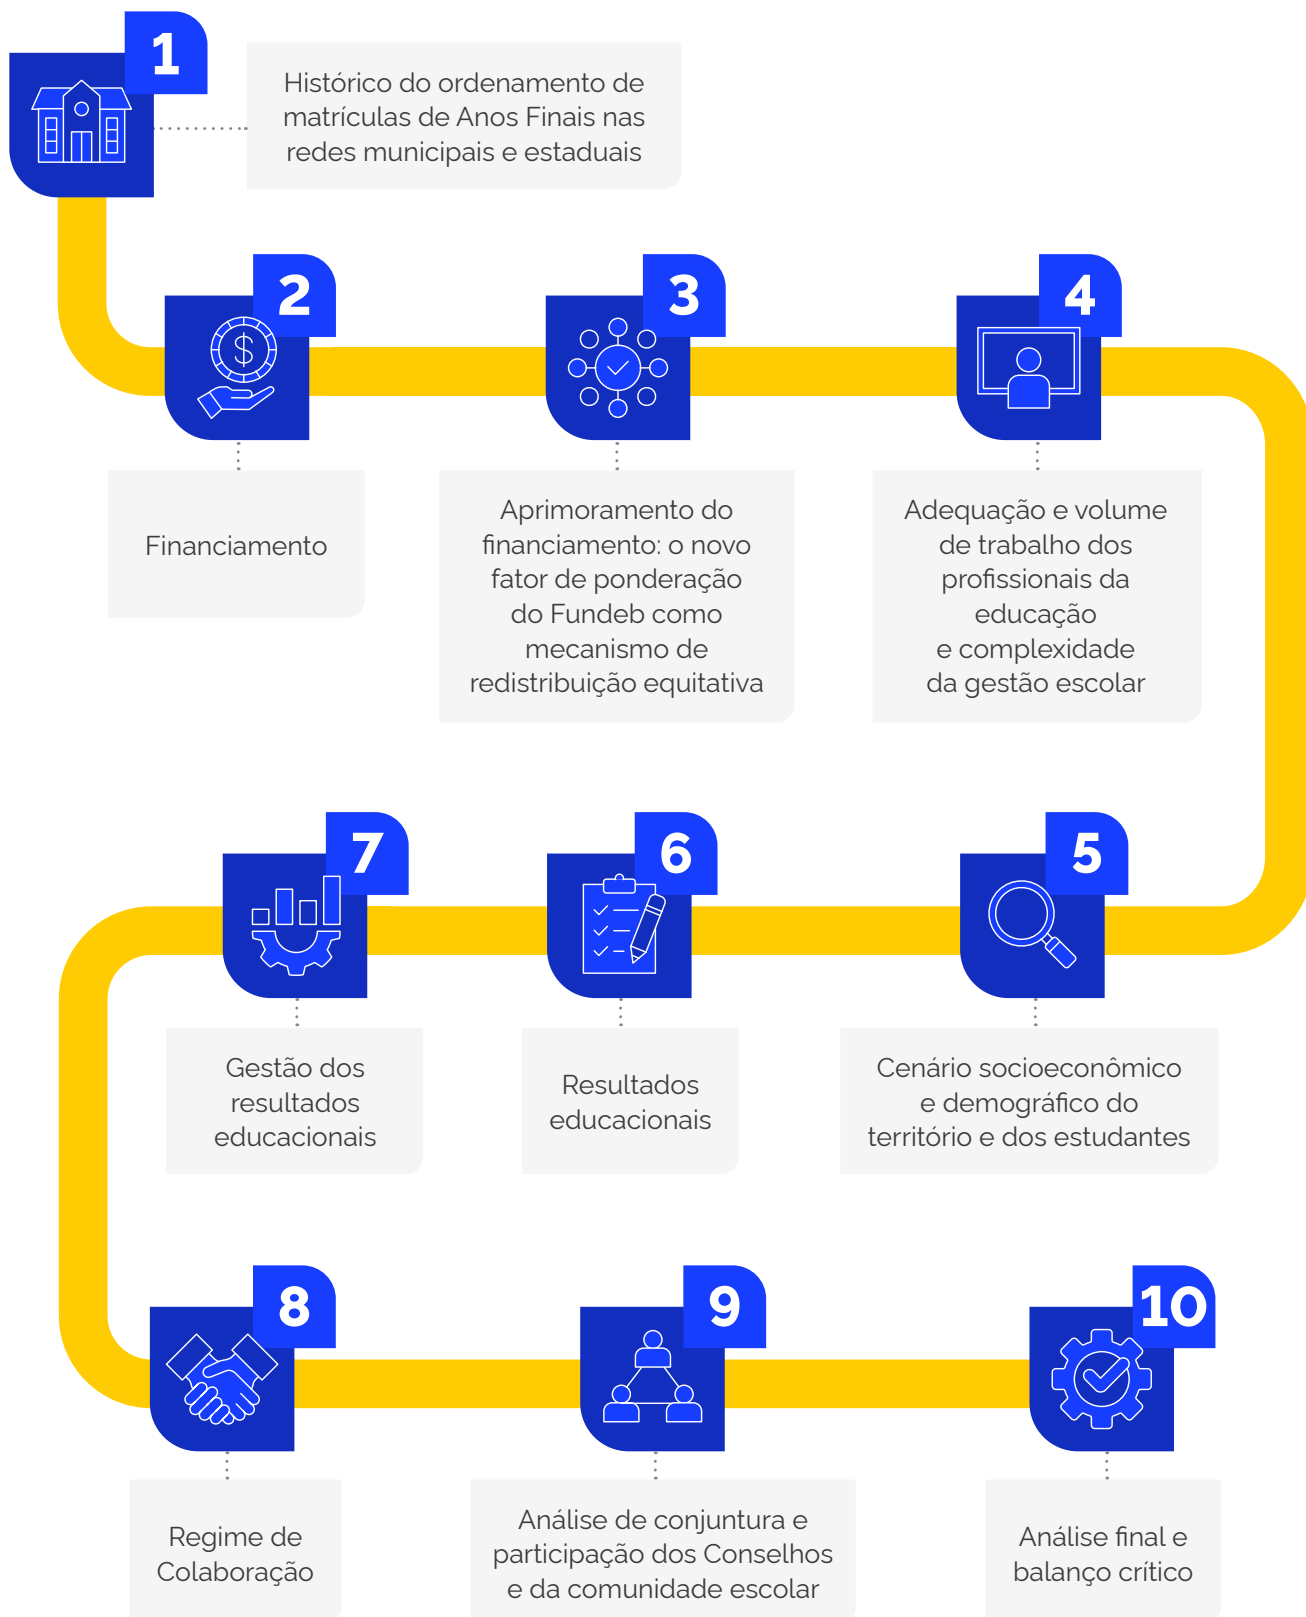 1
Histórico do ordenamento de
matrículas de Anos Finais nas
redes municipais e estaduais
2
Financiamento
3
Aprimoramento do
financiamento: o novo
fator de ponderação
do Fundeb como
mecanismo de
redistribuição equitativa
4
Adequação e volume
de trabalho dos
profissionais da
educação
e complexidade
da gestão escolar
5
Cenário socioeconômico
e demográfico do
território e dos estudantes
6
Resultados
educacionais
7
Gestão dos
resultados
educacionais
8
Regime de
Colaboração
9
Análise de conjuntura e
participação dos Conselhos
e da comunidade escolar
10
Análise final e
balanço crítico